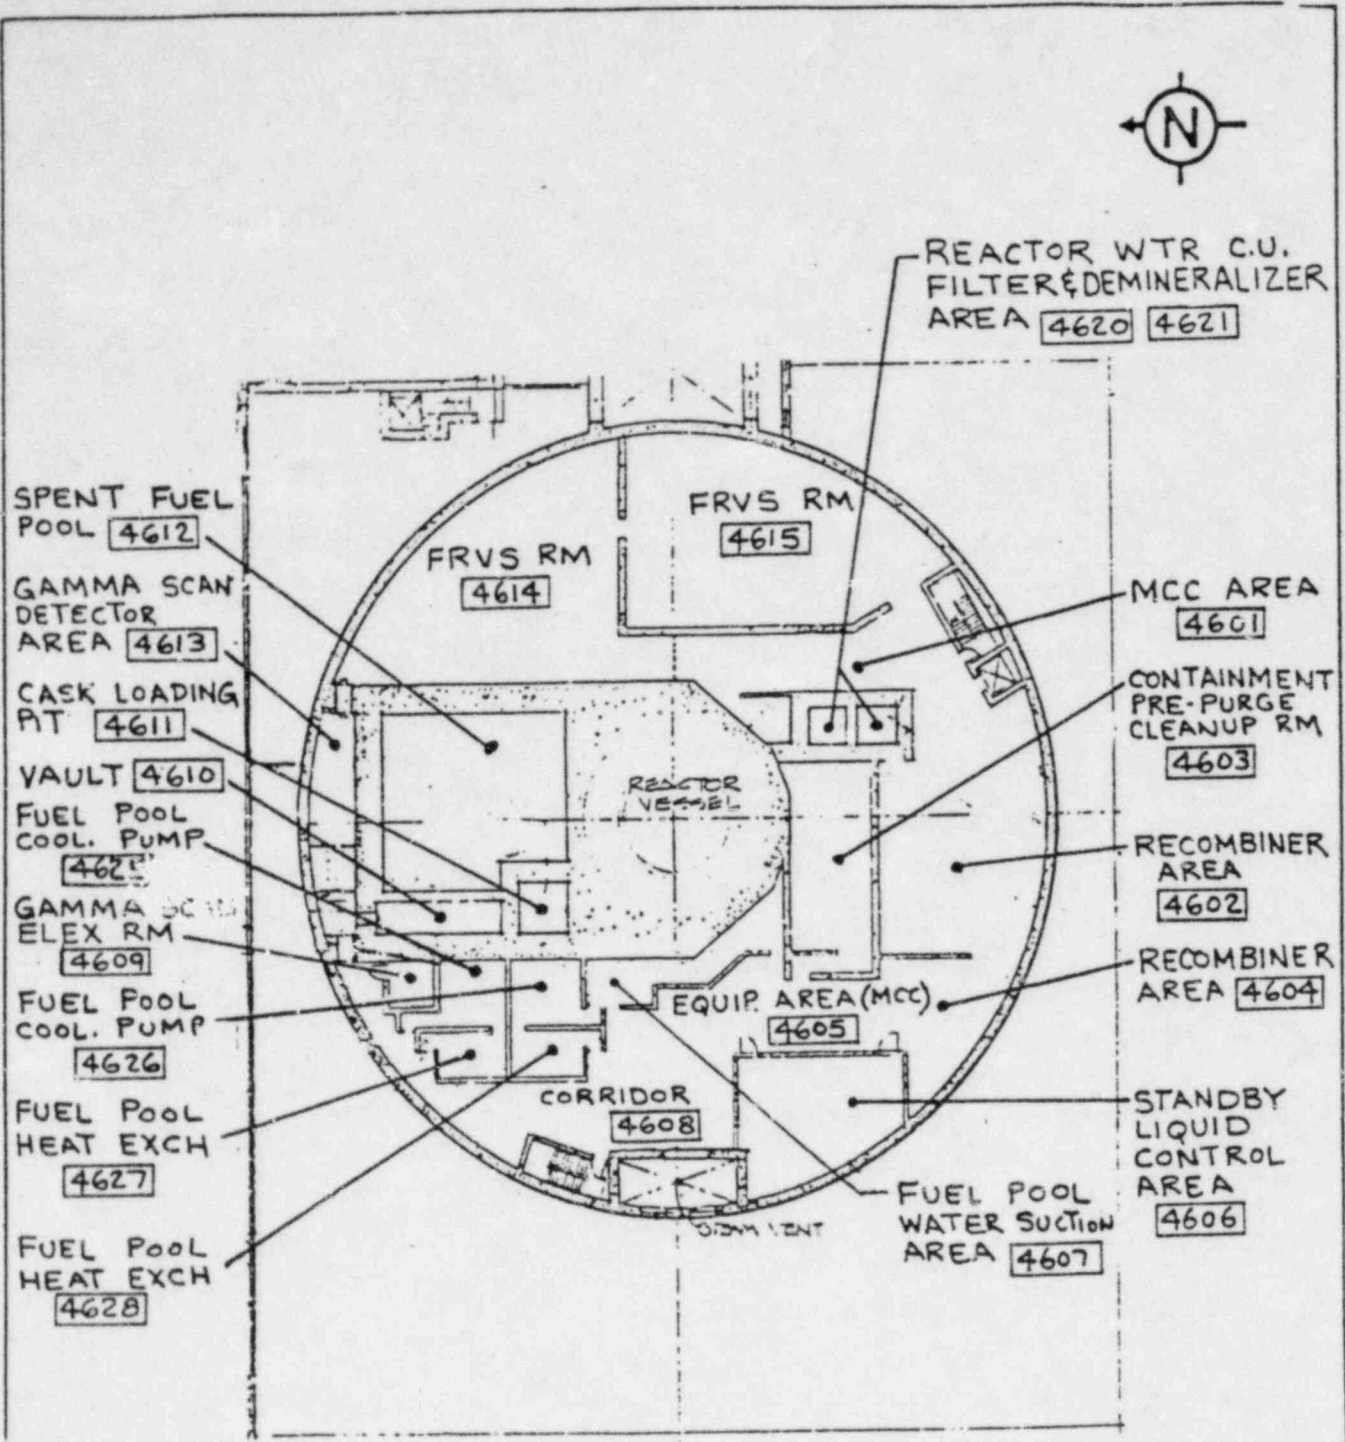 N
REACTOR WTR C.U.
FILTER&DEMINERALIZER
AREA 4620 4621
SPENT FUEL
POOL 4612
GAMMA SCAN
DETECTOR
AREA 4613
CASK LOADING
PIT 4611
VAULT 4610
FUEL POOL
COOL. PUMP
GAMMA
ELEX RM
4609
FUEL POOL
COOL. PUMP
4626
FUEL POOL
HEAT EXCH
4627
FUEL POOL
HEAT EXCH
4628
FRVS RM
4614
FRVS RM
4615
REACTOR
VESSEL
EQUIP. AREA (MCC)
4605
CORRIDOR
4608
VENT
MCC AREA
4601
CONTAINMENT
PRE-PURGE
CLEANUP RM
4603
RECOMBINER
AREA
4602
RECOMBINER
AREA 4604
STANDBY
LIQUID
CONTROL
AREA
4606
FUEL POOL
WATER SUCTION
AREA 4607